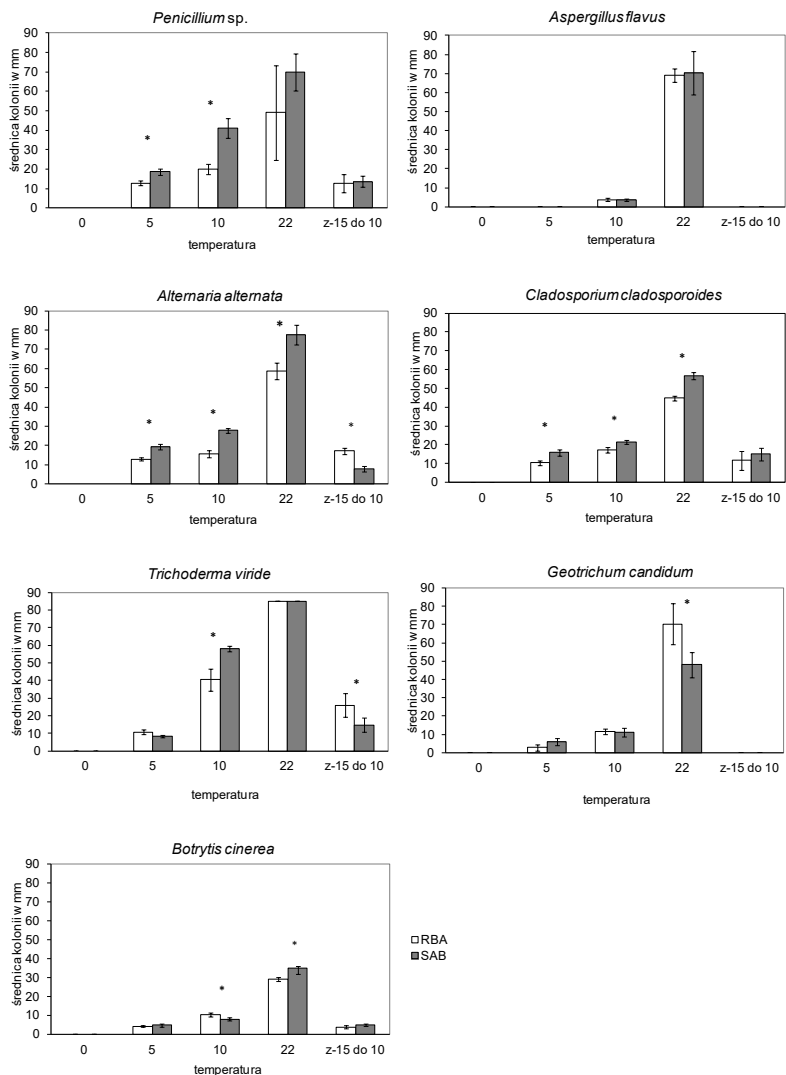 Penicillium sp.
średnica kolonii w mm
90
80
70
60
50
40
30
20
10
0
* *
0 5 10 22 z-15 do 10
temperatura
Aspergillus flavus
średnica kolonii w mm
90
80
70
60
50
40
30
20
10
0
0 5 10 22 z-15 do 10
temperatura
Alternaria alternata
średnica kolonii w mm
90
80
70
60
50
40
30
20
10
0
* * * *
0 5 10 22 z-15 do 10
temperatura
Cladosporium cladosporoides
średnica kolonii w mm
90
80
70
60
50
40
30
20
10
0
* * *
0 5 10 22 z-15 do 10
temperatura
Trichoderma viride
średnica kolonii w mm
90
80
70
60
50
40
30
20
10
0
* *
0 5 10 22 z-15 do 10
temperatura
Geotrichum candidum
średnica kolonii w mm
90
80
70
60
50
40
30
20
10
0
*
0 5 10 22 z-15 do 10
temperatura
Botrytis cinerea
średnica kolonii w mm
90
80
70
60
50
40
30
20
10
0
* *
0 5 10 22 z-15 do 10
temperatura
RBA
SAB